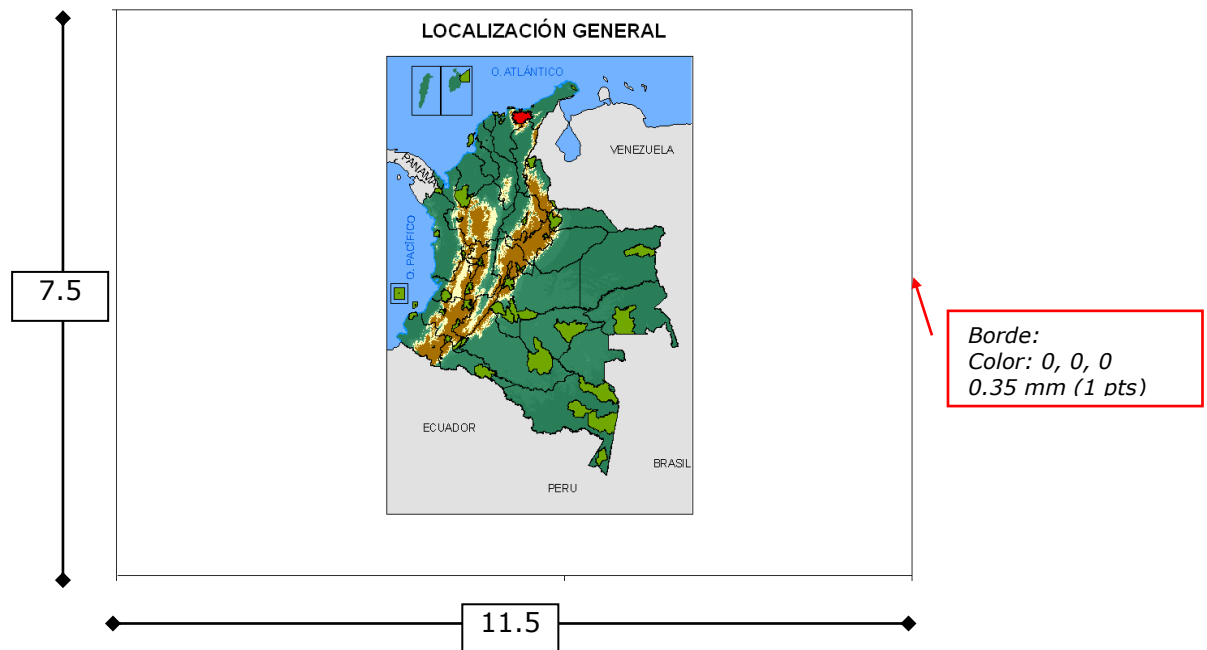 LOCALIZACIÓN GENERAL
O. ATLÁNTICO
VENEZUELA
PANAMÁ
O. PACÍFICO
7.5
Borde:
Color: 0, 0, 0
0.35 mm (1 pts)
ECUADOR
BRASIL
PERU
11.5